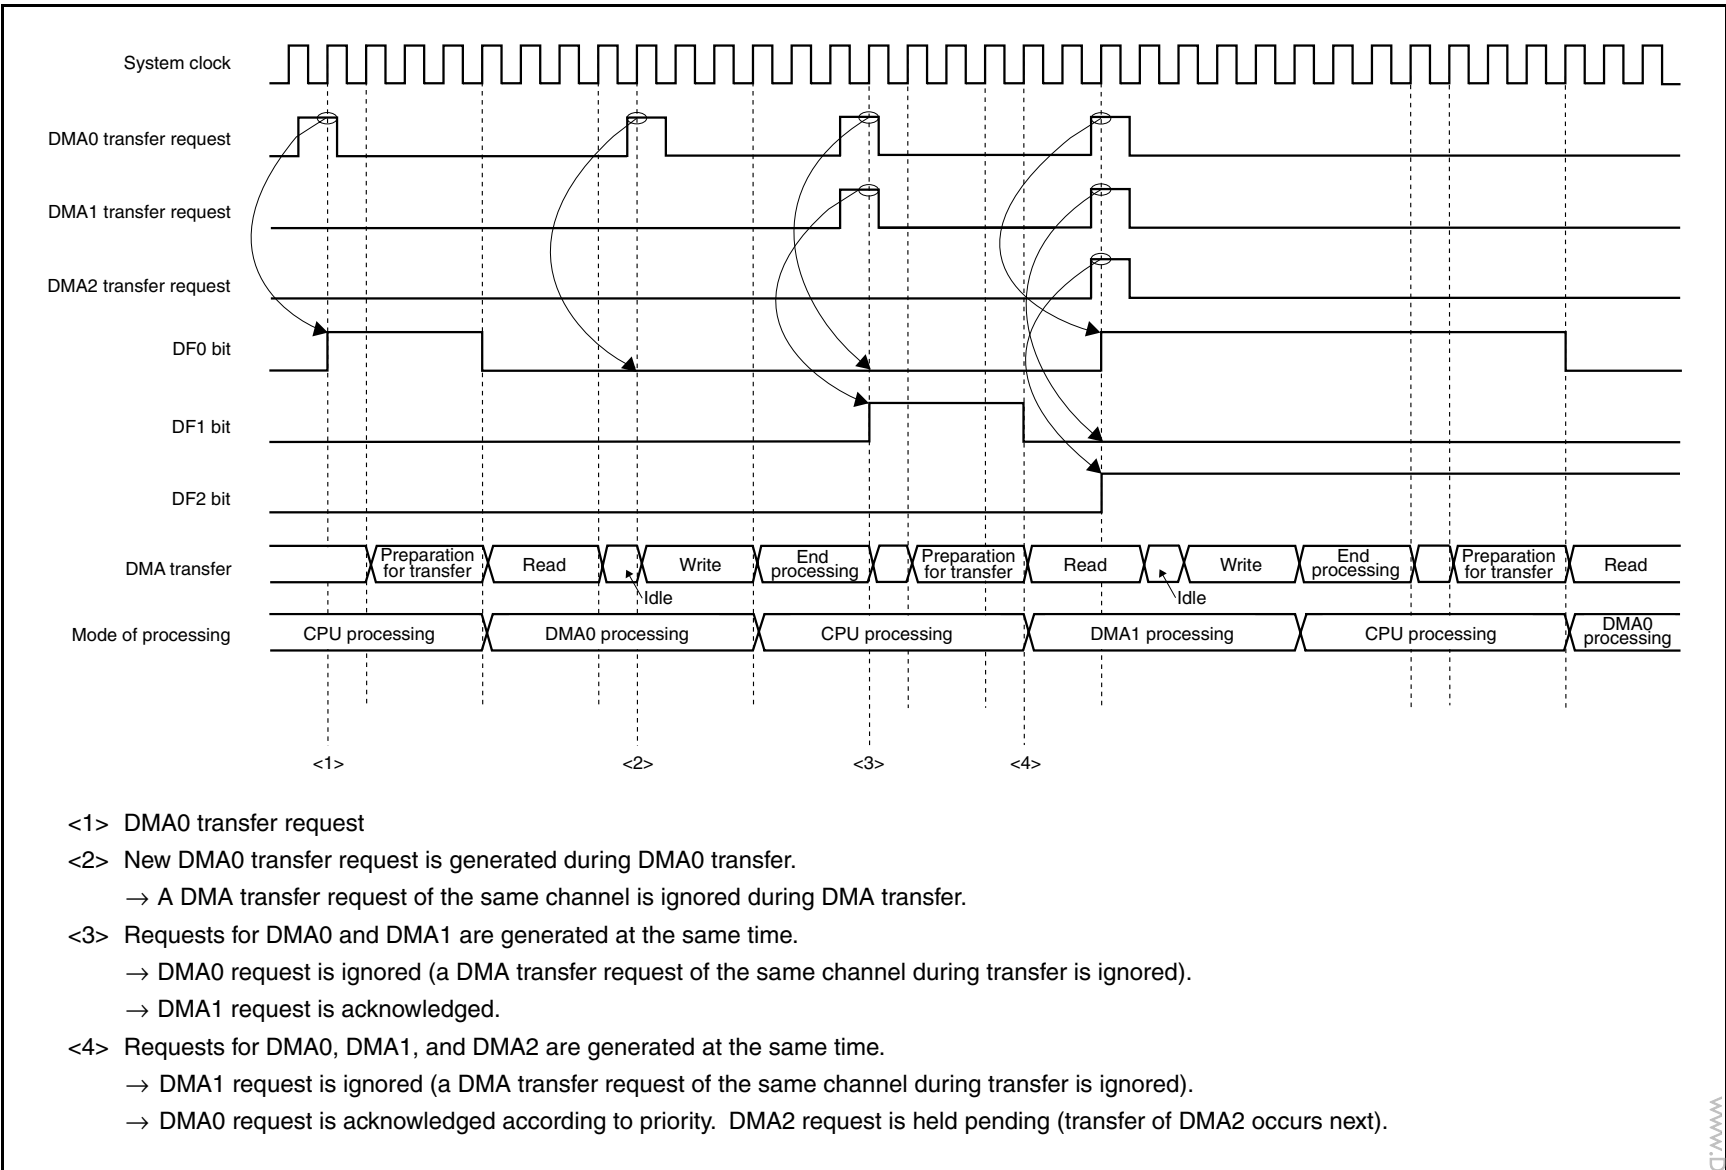 System clock
DMA0 transfer request
DMA1 transfer request
DMA2 transfer request
DF0 bit
DF1 bit
DF2 bit
DMA transfer
Preparation for transfer
Read
Idle
Write
End processing
Preparation for transfer
Read
Idle
Write
End processing
Preparation for transfer
Read
Mode of processing
CPU processing
DMA0 processing
CPU processing
DMA1 processing
CPU processing
DMA0 processing
<1>
<2>
<3>
<4>
<1> DMA0 transfer request
<2> New DMA0 transfer request is generated during DMA0 transfer.
→ A DMA transfer request of the same channel is ignored during DMA transfer.
<3> Requests for DMA0 and DMA1 are generated at the same time.
→ DMA0 request is ignored (a DMA transfer request of the same channel during transfer is ignored).
→ DMA1 request is acknowledged.
<4> Requests for DMA0, DMA1, and DMA2 are generated at the same time.
→ DMA1 request is ignored (a DMA transfer request of the same channel during transfer is ignored).
→ DMA0 request is acknowledged according to priority. DMA2 request is held pending (transfer of DMA2 occurs next).
www.D